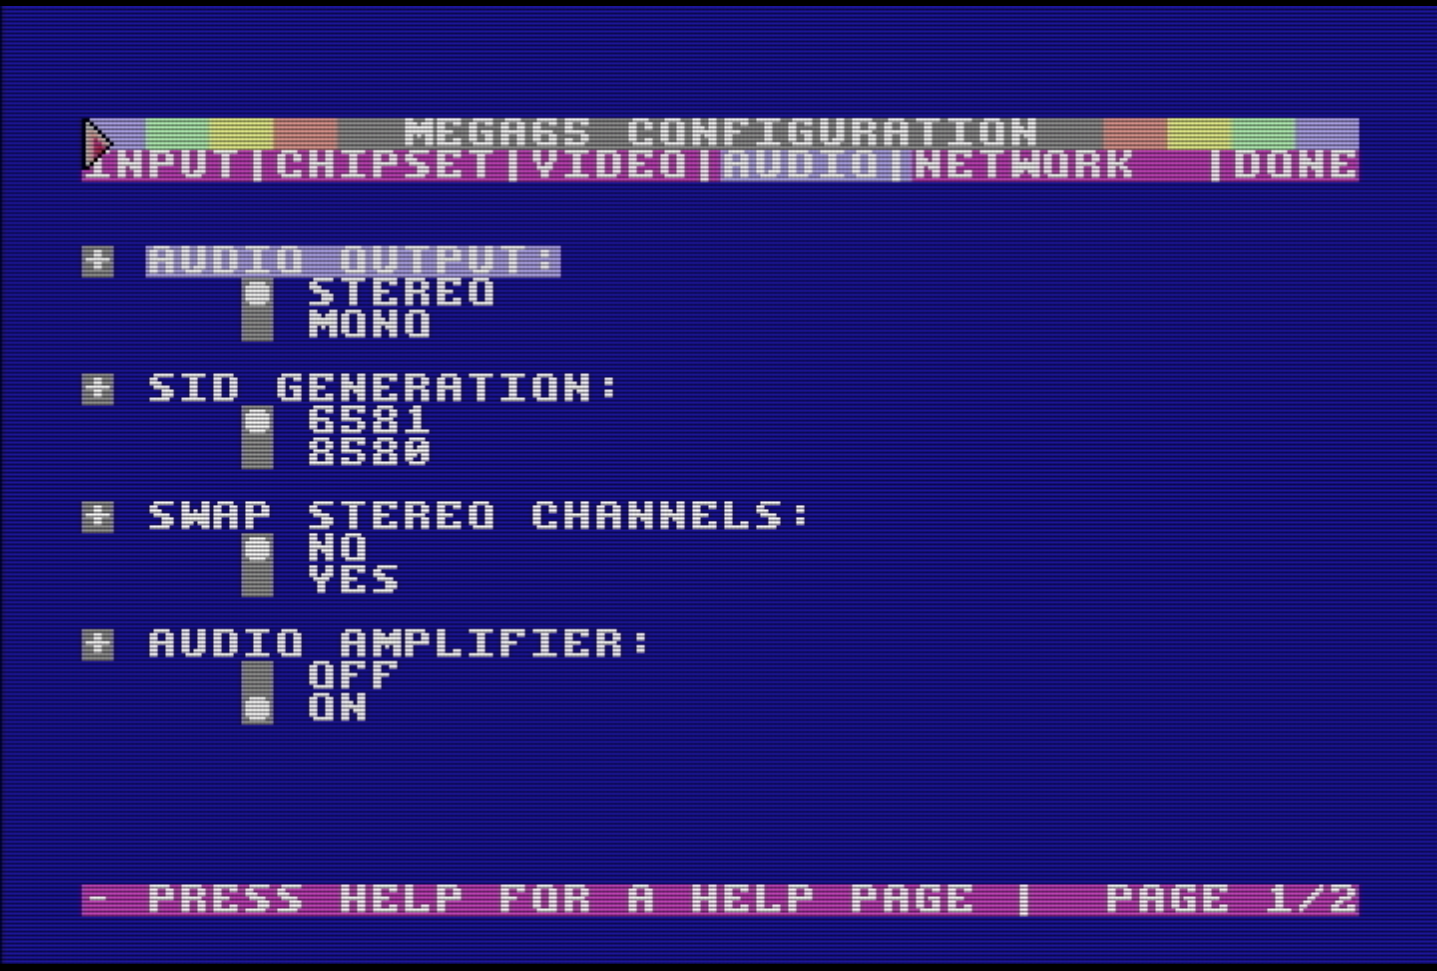 MEGA65 CONFIGURATION
INPUT|CHIPSET|VIDEO|AUDIO|NETWORK |DONE
+ AUDIO OUTPUT:
STEREO
MONO
+ SID GENERATION:
6581
8580
+ SWAP STEREO CHANNELS:
NO
YES
+ AUDIO AMPLIFIER:
OFF
ON
- PRESS HELP FOR A HELP PAGE | PAGE 1/2